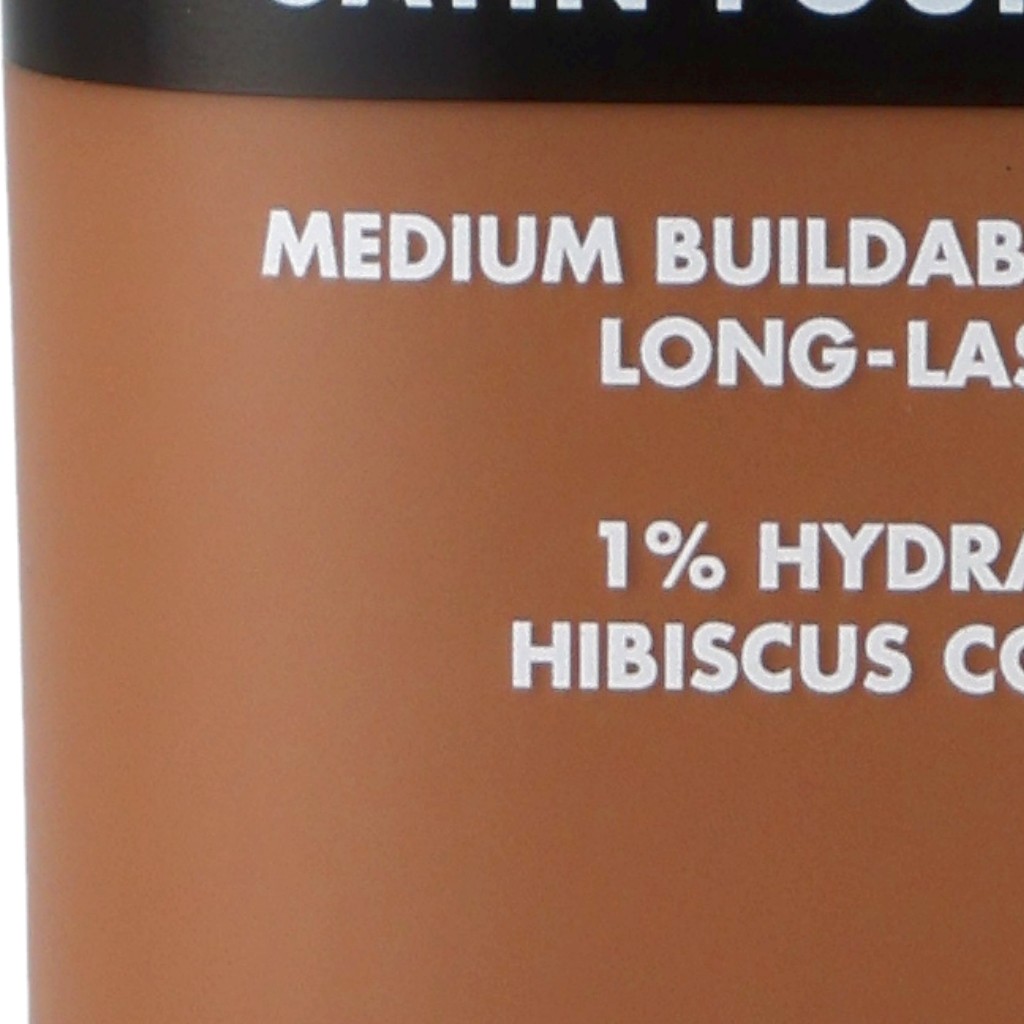 MEDIUM BUILDAB
LONG-LAS
1% HYDRA
HIBISCUS CO